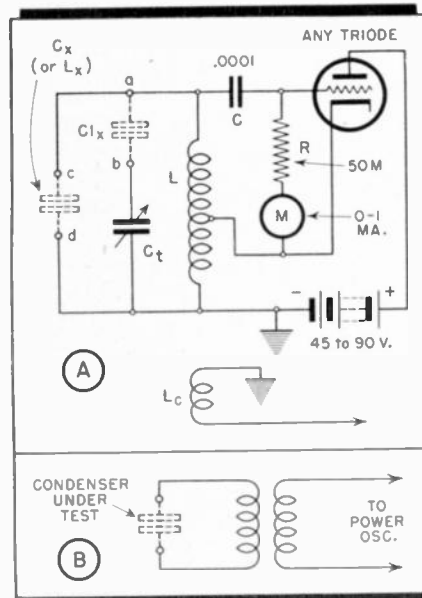 ANY TRIODE
Cx
(or Lx)
.0001
a
C1x
C
b
L
R
50M
c
d
Ct
M
0-1
MA.
- +
45 to 90 V.
A
Lc
CONDENSER
UNDER
TEST
TO
POWER
OSC.
B